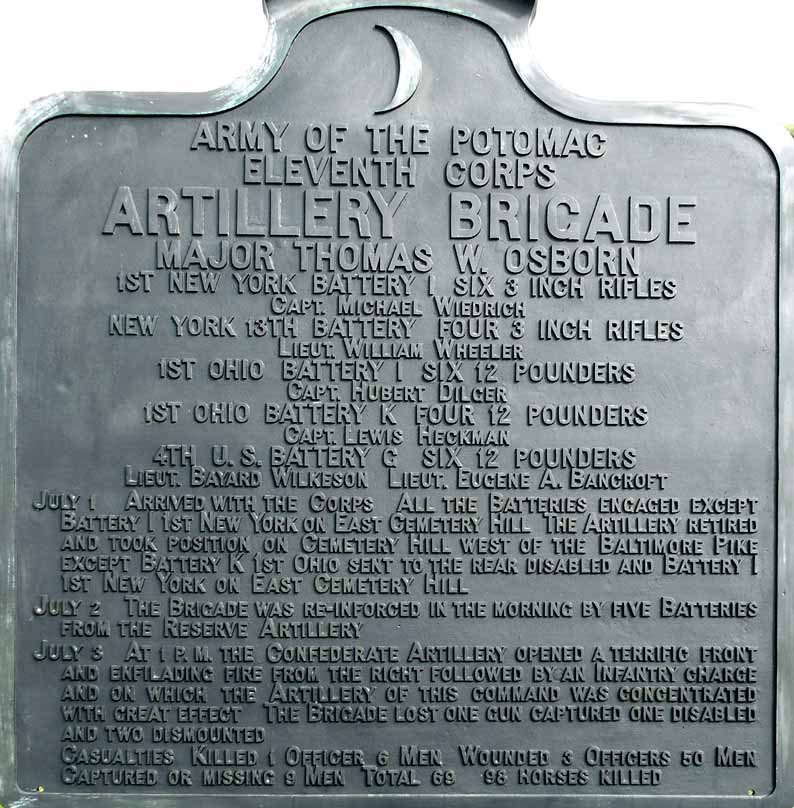 ARMY OF THE POTOMAC
ELEVENTH CORPS
ARTILLERY BRIGADE
MAJOR THOMAS W. OSBORN
1ST NEW YORK BATTERY I SIX 3 INCH RIFLES
CAPT. MICHAEL WIEDRICH
NEW YORK 13TH BATTERY FOUR 3 INCH RIFLES
LIEUT. WILLIAM WHEELER
1ST OHIO BATTERY I SIX 12 POUNDERS
CAPT. HUBERT DILGER
1ST OHIO BATTERY K FOUR 12 POUNDERS
CAPT. LEWIS HECKMAN
4TH U.S. BATTERY G SIX 12 POUNDERS
LIEUT. BAYARD WILKESON LIEUT. EUGENE A. BANCROFT
JULY 1 ARRIVED WITH THE CORPS ALL THE BATTERIES ENGAGED EXCEPT
BATTERY I 1ST NEW YORK ON EAST CEMETERY HILL THE ARTILLERY RETIRED
AND TOOK POSITION ON CEMETERY HILL WEST OF THE BALTIMORE PIKE
EXCEPT BATTERY K 1ST OHIO SENT TO THE REAR DISABLED AND BATTERY I
1ST NEW YORK ON EAST CEMETERY HILL
JULY 2 THE BRIGADE WAS RE-INFORCED IN THE MORNING BY FIVE BATTERIES
FROM THE RESERVE ARTILLERY
JULY 3 AT 1 P.M. THE CONFEDERATE ARTILLERY OPENED A TERRIFIC FRONT
AND ENFILADING FIRE FROM THE RIGHT FOLLOWED BY AN INFANTRY CHARGE
AND ON WHICH THE ARTILLERY OF THIS COMMAND WAS CONCENTRATED
WITH GREAT EFFECT THE BRIGADE LOST ONE GUN CAPTURED ONE DISABLED
AND TWO DISMOUNTED
CASUALTIES KILLED 1 OFFICER 6 MEN WOUNDED 3 OFFICERS 50 MEN
CAPTURED OR MISSING 9 MEN TOTAL 69 98 HORSES KILLED